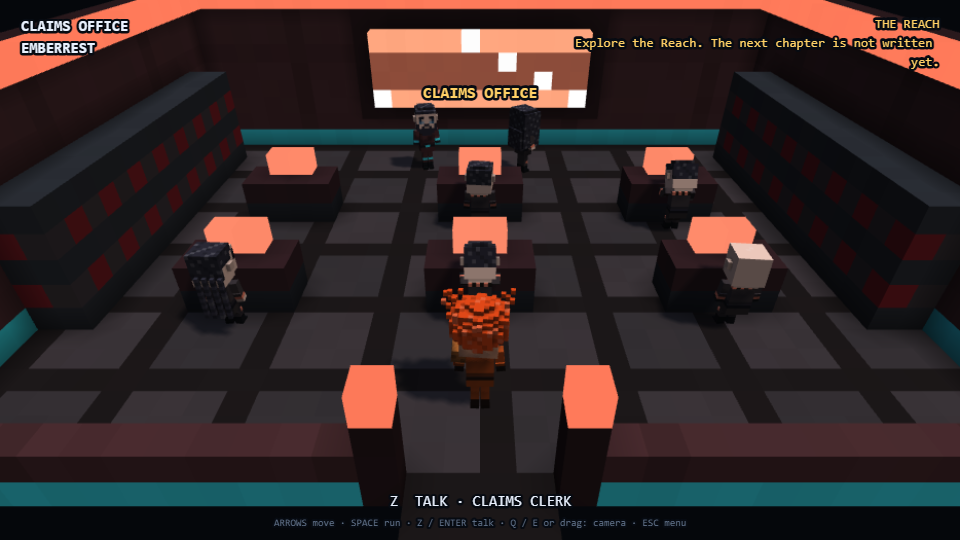 CLAIMS OFFICE
EMBERREST
THE REACH
Explore the Reach. The next chapter is not written
yet.
CLAIMS OFFICE
Z TALK · CLAIMS CLERK
ARROWS move · SPACE run · Z / ENTER talk · Q / E or drag: camera · ESC menu